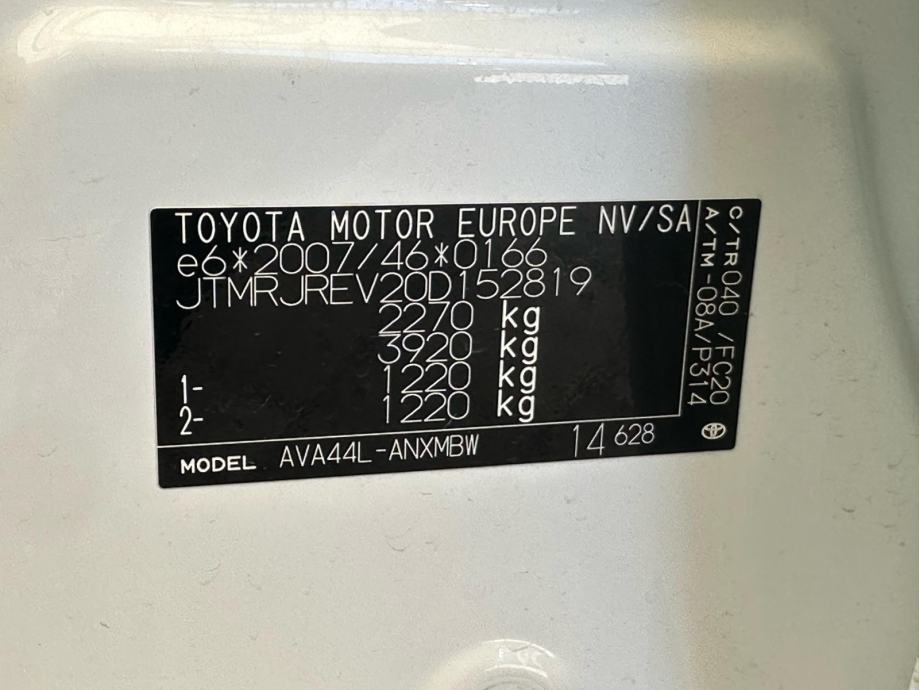 TOYOTA MOTOR EUROPE NV/SA
e6*2007/46*0166
JTMRJREV20D152819
2270 kg
3920 kg
1- 1220 kg
2- 1220 kg
MODEL AVA44L-ANXMBW 14 628
C/TR 040 /FC20
A/TM -08A/P314